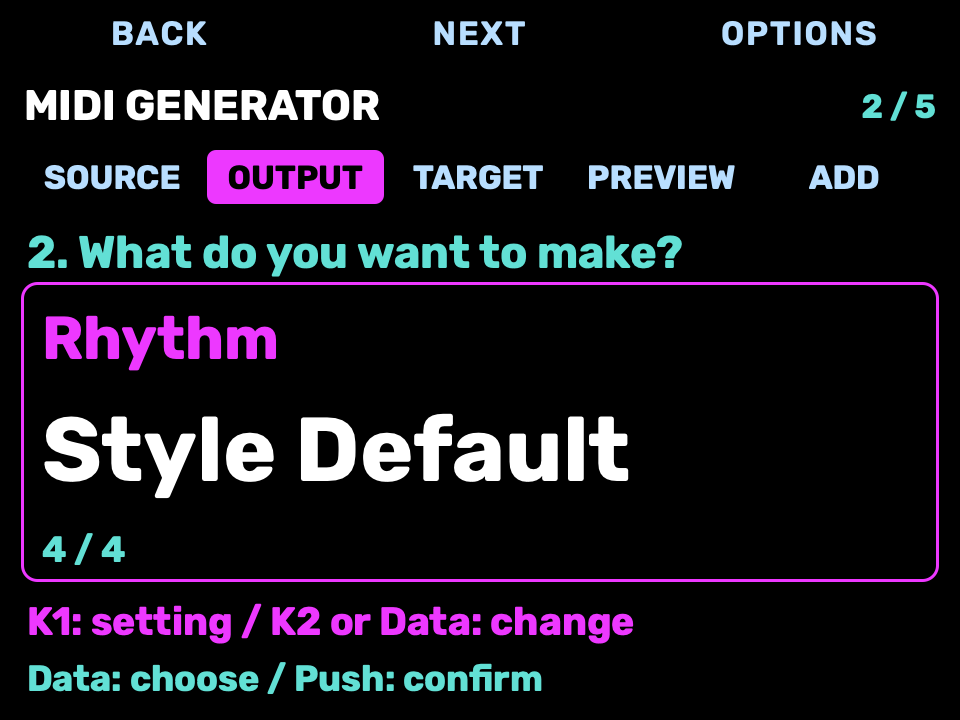 BACK NEXT OPTIONS
MIDI GENERATOR 2 / 5
SOURCE OUTPUT TARGET PREVIEW ADD
2. What do you want to make?
Rhythm
Style Default
4 / 4
K1: setting / K2 or Data: change
Data: choose / Push: confirm